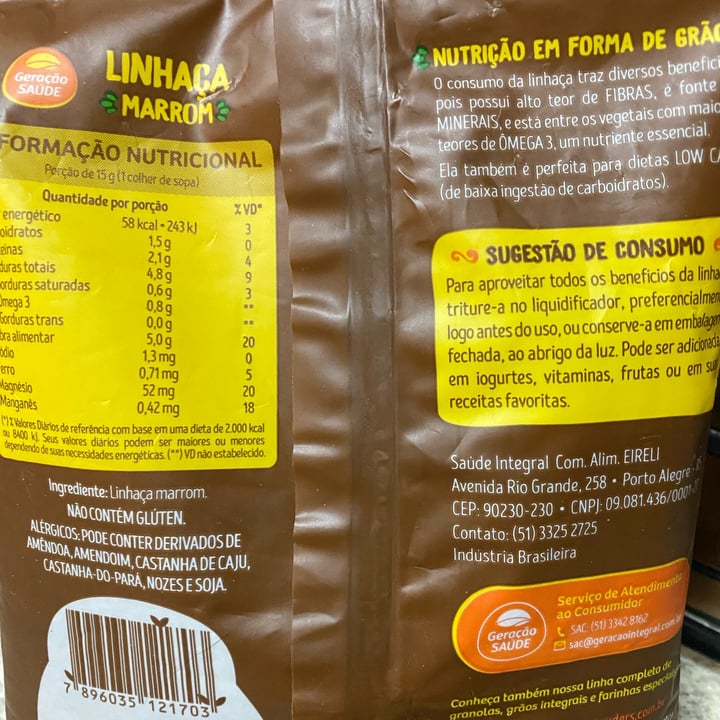 Geração
SAÚDE
LINHAÇA
MARROM
FORMAÇÃO NUTRICIONAL
Porção de 15 g (1 colher de sopa)
Quantidade por porção %VD*
energético 58 kcal = 243 kJ 3
oidratos 1,5 g 0
einas 2,1 g 4
duras totais 4,8 g 9
orduras saturadas 0,6 g 3
Ômega 3 0,8 g **
Gorduras trans 0,0 g **
bra alimentar 5,0 g 20
ódio 1,3 mg 0
erro 0,71 mg 5
Magnésio 52 mg 20
Manganês 0,42 mg 18
(*) % Valores Diários de referência com base em uma dieta de 2.000 kcal
ou 8400 kJ. Seus valores diários podem ser maiores ou menores
dependendo de suas necessidades energéticas. (**) VD não estabelecido.
Ingrediente: Linhaça marrom.
NÃO CONTÉM GLÚTEN.
ALÉRGICOS: PODE CONTER DERIVADOS DE
AMÊNDOA, AMENDOIM, CASTANHA DE CAJU,
CASTANHA-DO-PARÁ, NOZES E SOJA.
7 896035 121703
NUTRIÇÃO EM FORMA DE GRÃO
O consumo da linhaça traz diversos benefíci
pois possui alto teor de FIBRAS, é fonte
MINERAIS, e está entre os vegetais com maio
teores de ÔMEGA 3, um nutriente essencial.
Ela também é perfeita para dietas LOW CA
(de baixa ingestão de carboidratos).
SUGESTÃO DE CONSUMO
Para aproveitar todos os benefícios da linha
triture-a no liquidificador, preferencialmen
logo antes do uso, ou conserve-a em embalagem
fechada, ao abrigo da luz. Pode ser adicionada
em iogurtes, vitaminas, frutas ou em suas
receitas favoritas.
Saúde Integral Com. Alim. EIRELI
Avenida Rio Grande, 258 • Porto Alegre - RS
CEP: 90230-230 • CNPJ: 09.081.436/0001-
Contato: (51) 3325 2725
Indústria Brasileira
Geração
SAÚDE
Serviço de Atendimento
ao Consumidor
SAC (51) 3342 8162
sac@geracaointegral.com.br
Conheça também nossa linha completa de
granolas, grãos integrais e farinhas especiais
ders.com.br